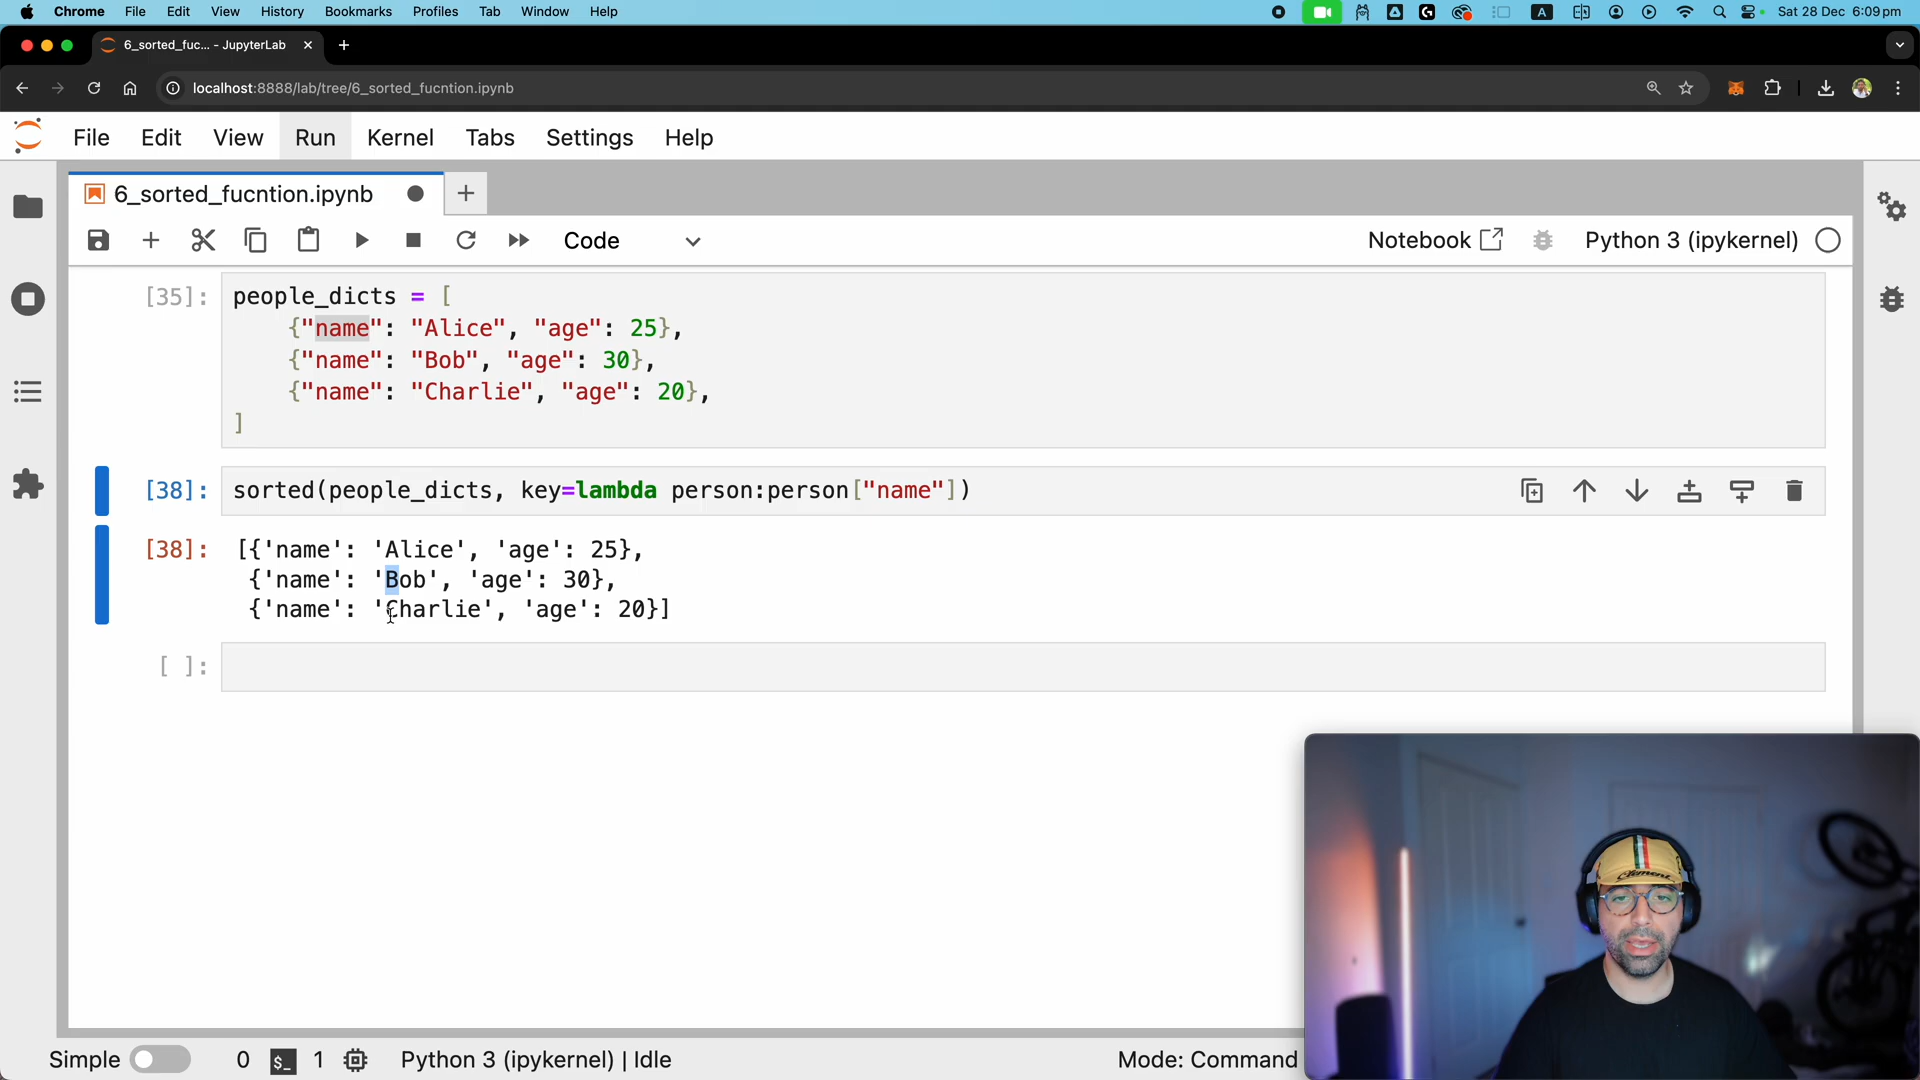 Chrome File Edit View History Bookmarks Profiles Tab Window Help A Sat 28 Dec 6:09 pm
6_sorted_fuc... - JupyterLab
localhost:8888/lab/tree/6_sorted_fucntion.ipynb
File Edit View Run Kernel Tabs Settings Help
6_sorted_fucntion.ipynb
Code Notebook Python 3 (ipykernel)
[35]: people_dicts = [
{"name": "Alice", "age": 25},
{"name": "Bob", "age": 30},
{"name": "Charlie", "age": 20},
]
[38]: sorted(people_dicts, key=lambda person:person["name"])
[38]: [{'name': 'Alice', 'age': 25},
{'name': 'Bob', 'age': 30},
{'name': 'Charlie', 'age': 20}]
[ ]:
Clement
Simple 0 $_ 1 Python 3 (ipykernel) | Idle Mode: Command